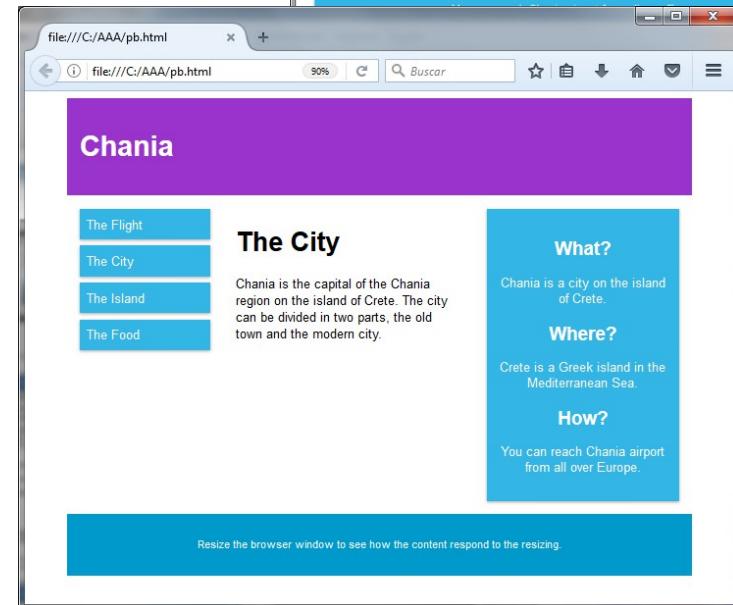 file:///C:/AAA/pb.html
file:///C:/AAA/pb.html
90%
Buscar
Chania
The Flight
The City
The Island
The Food
The City
Chania is the capital of the Chania
region on the island of Crete. The city
can be divided in two parts, the old
town and the modern city.
What?
Chania is a city on the island
of Crete.
Where?
Crete is a Greek island in the
Mediterranean Sea.
How?
You can reach Chania airport
from all over Europe.
Resize the browser window to see how the content respond to the resizing.